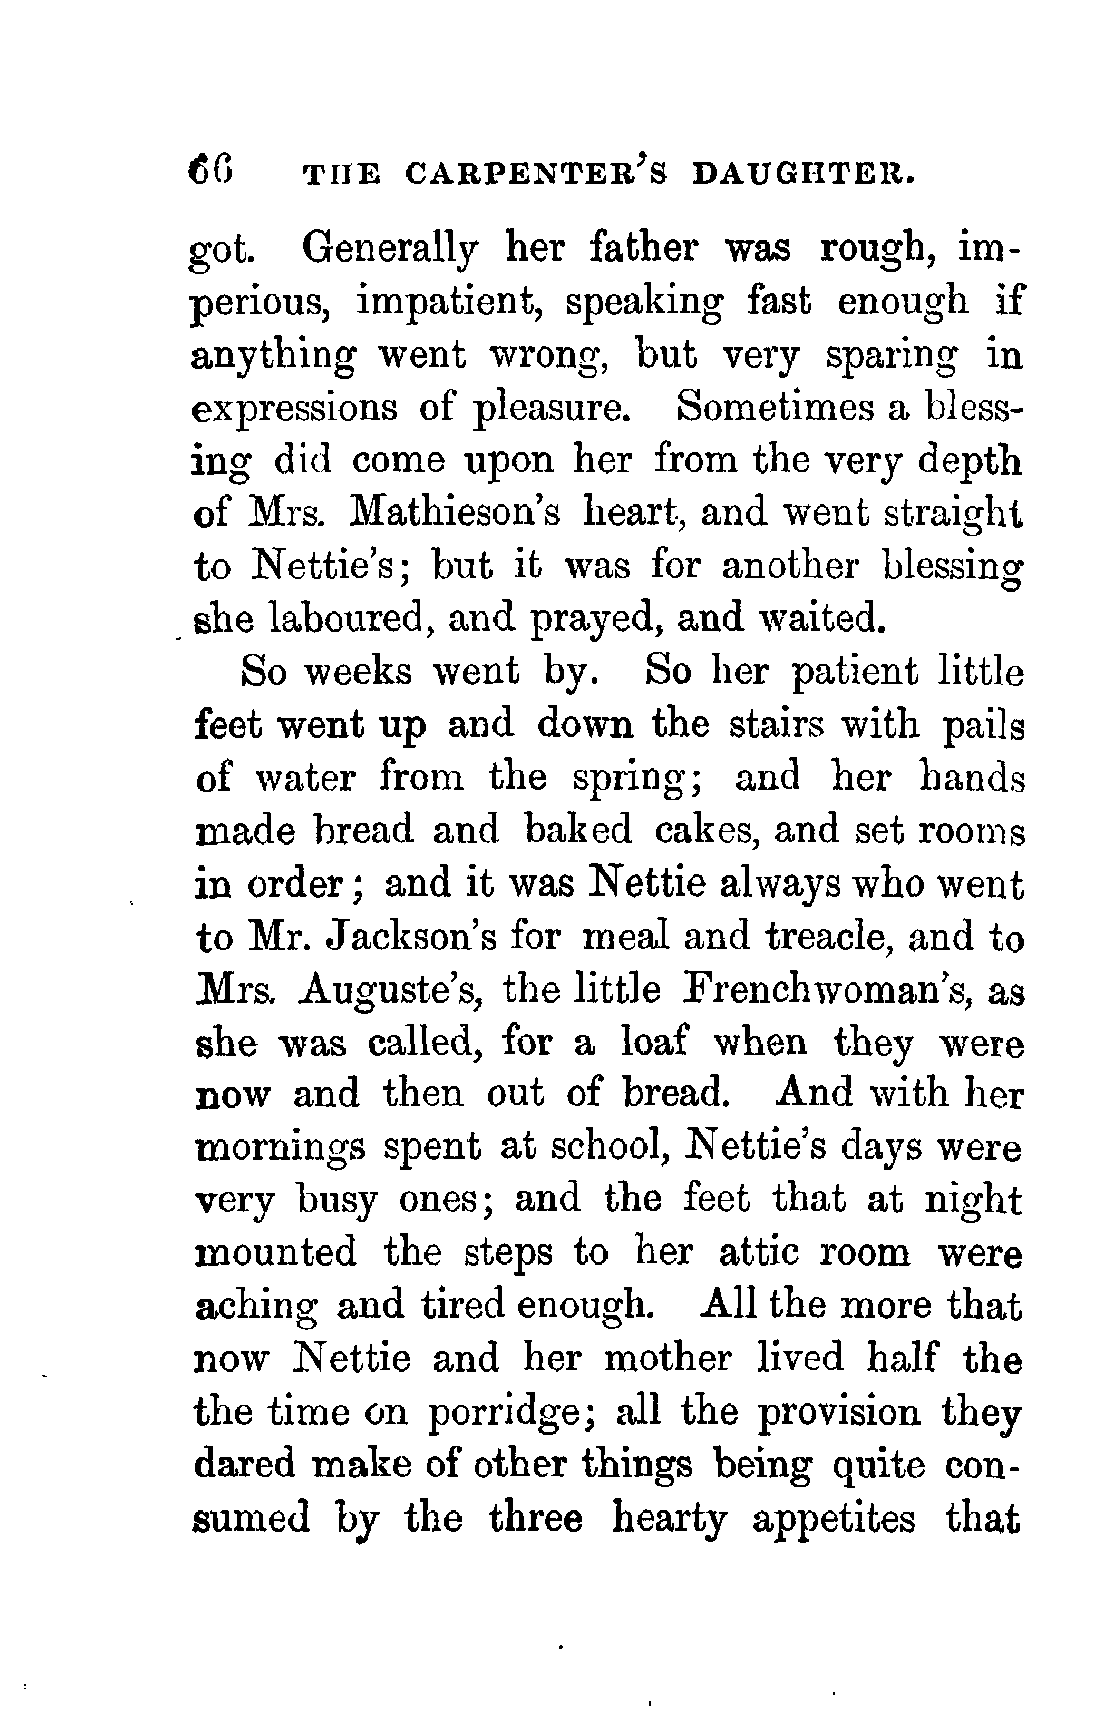 66 THE CARPENTER'S DAUGHTER.
got. Generally her father was rough, im-
perious, impatient, speaking fast enough if
anything went wrong, but very sparing in
expressions of pleasure. Sometimes a bless-
ing did come upon her from the very depth
of Mrs. Mathieson's heart, and went straight
to Nettie's; but it was for another blessing
she laboured, and prayed, and waited.
So weeks went by. So her patient little
feet went up and down the stairs with pails
of water from the spring; and her hands
made bread and baked cakes, and set rooms
in order; and it was Nettie always who went
to Mr. Jackson's for meal and treacle, and to
Mrs. Auguste's, the little Frenchwoman's, as
she was called, for a loaf when they were
now and then out of bread. And with her
mornings spent at school, Nettie's days were
very busy ones; and the feet that at night
mounted the steps to her attic room were
aching and tired enough. All the more that
now Nettie and her mother lived half the
the time on porridge; all the provision they
dared make of other things being quite con-
sumed by the three hearty appetites that